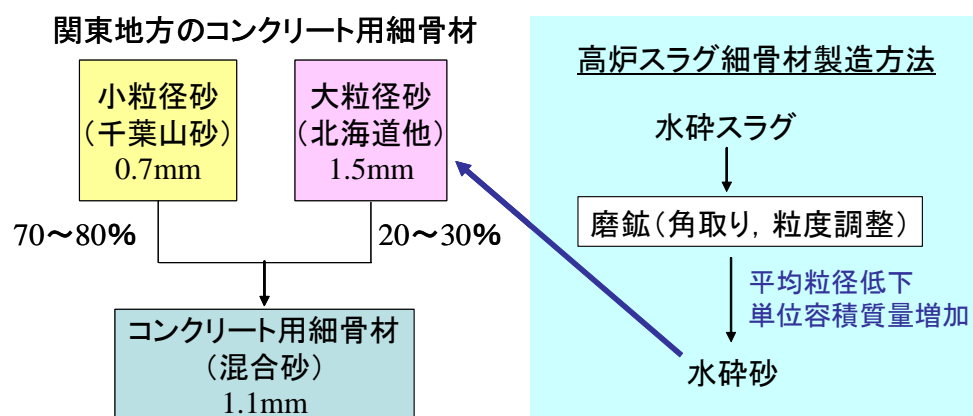 関東地方のコンクリート用細骨材
小粒径砂
(千葉山砂)
0.7mm
大粒径砂
(北海道他)
1.5mm
70～80%
20～30%
コンクリート用細骨材
(混合砂)
1.1mm
高炉スラグ細骨材製造方法
水砕スラグ
磨鉱(角取り，粒度調整)
平均粒径低下
単位容積質量増加
水砕砂